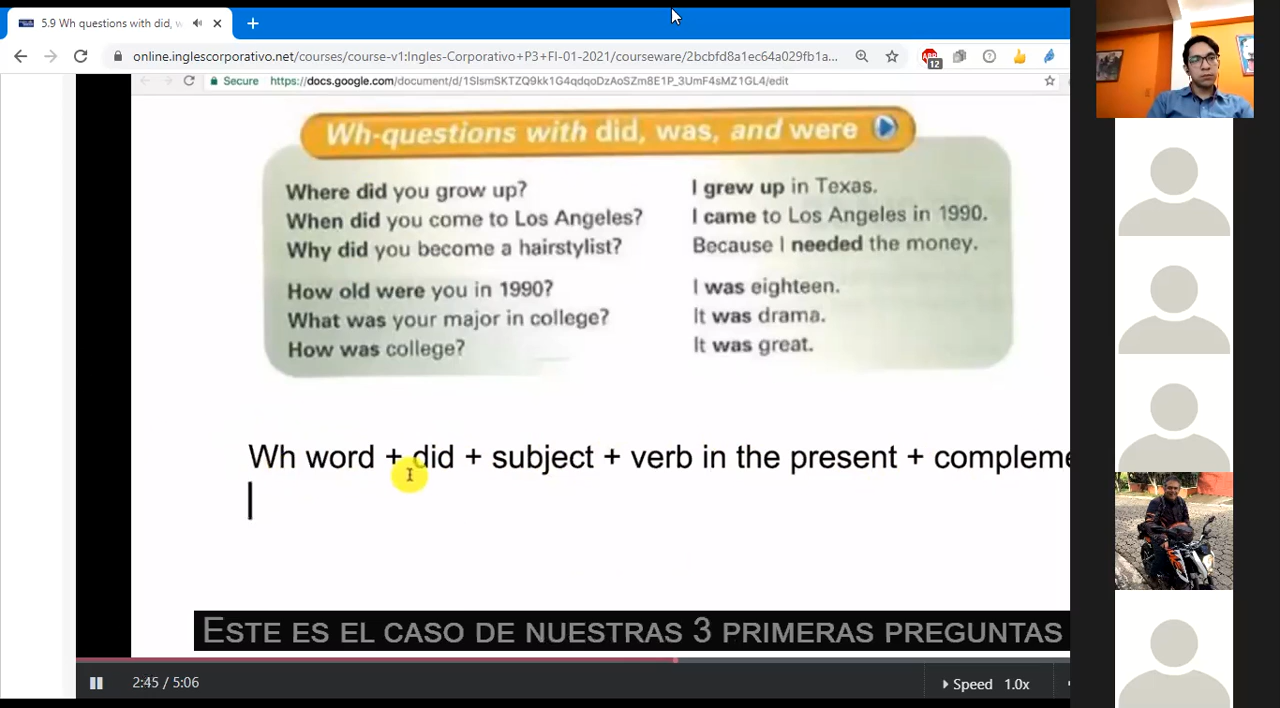 5.9 Wh questions with did, w
online.inglescorporativo.net/courses/course-v1:Ingles-Corporativo+P3+I-01-2021/courseware/2bcbfd8a1ec64a029fb1a...
12
Secure https://docs.google.com/document/d/1SIsmSKTZQ9kk1G4qdqoDzAoSZm8E1P_3UmF4sMZ1GL4/edit
Wh-questions with did, was, and were
Where did you grow up? I grew up in Texas.
When did you come to Los Angeles? I came to Los Angeles in 1990.
Why did you become a hairstylist? Because I needed the money.
How old were you in 1990? I was eighteen.
What was your major in college? It was drama.
How was college? It was great.
Wh word + did + subject + verb in the present + compleme
ESTE ES EL CASO DE NUESTRAS 3 PRIMERAS PREGUNTAS
2:45 / 5:06 Speed 1.0x